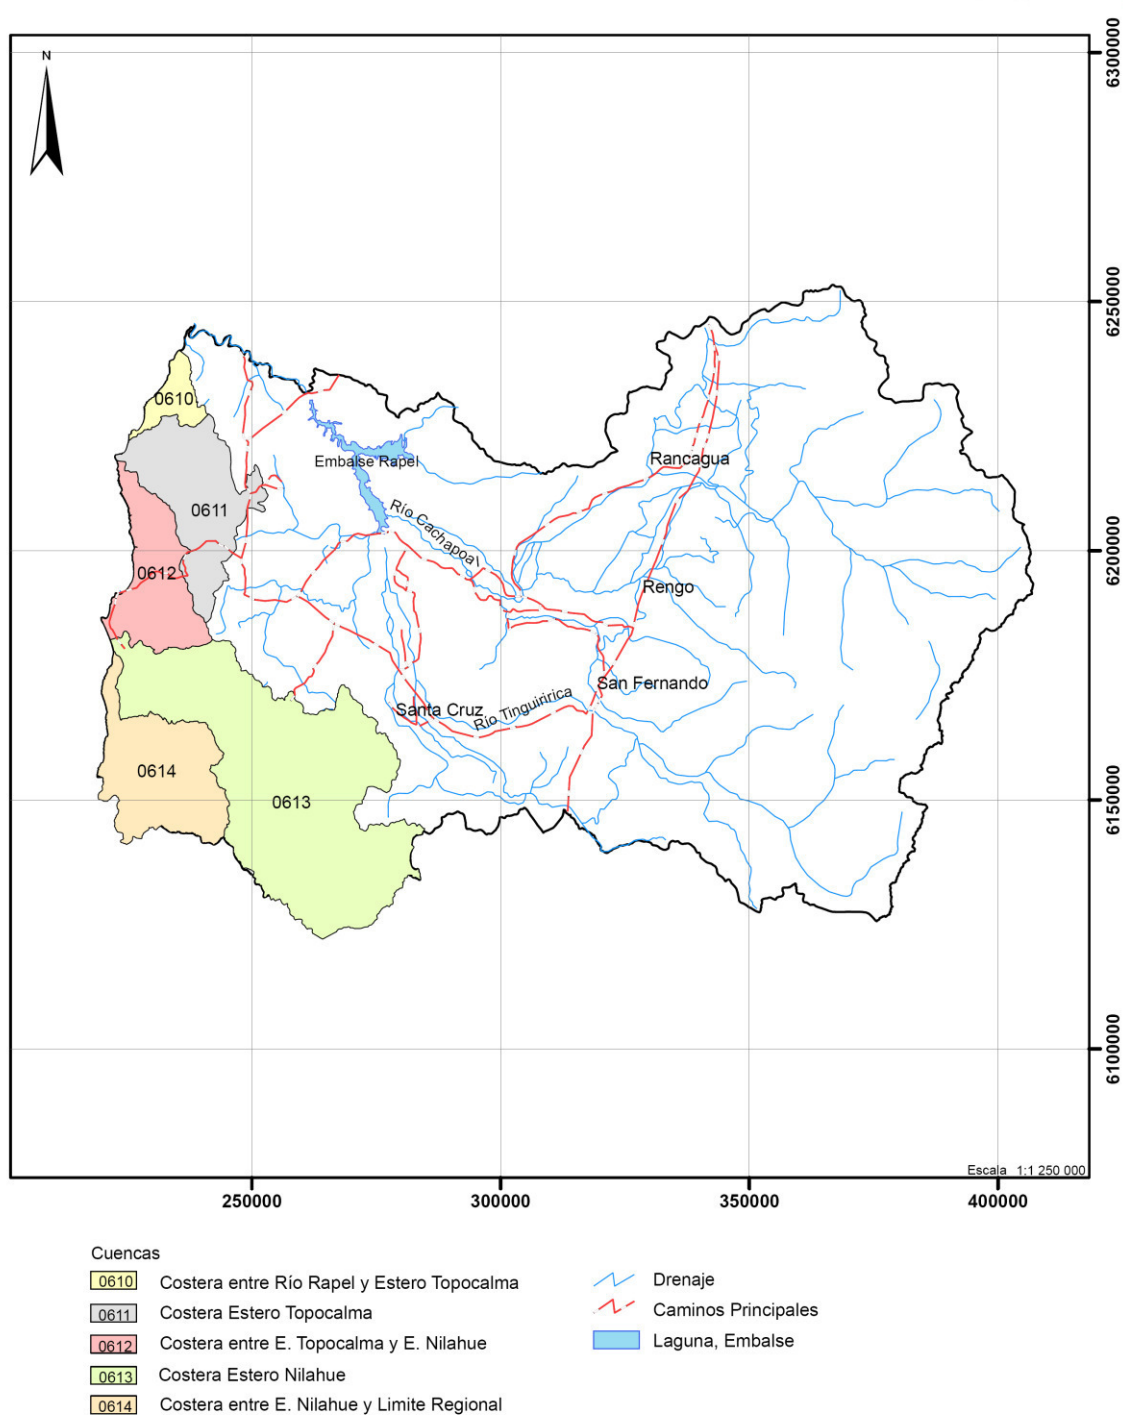 N
6300000
6250000
0610
Rancagua
Embalse Rapel
0611
Río Cachapoal
6200000
0612
Rengo
San Fernando
Santa Cruz
Río Tinguiririca
0614
0613
6150000
6100000
Escala 1:1 250 000
250000 300000 350000 400000
Cuencas
0610 Costera entre Río Rapel y Estero Topocalma
0611 Costera Estero Topocalma
0612 Costera entre E. Topocalma y E. Nilahue
0613 Costera Estero Nilahue
0614 Costera entre E. Nilahue y Limite Regional
Drenaje
Caminos Principales
Laguna, Embalse